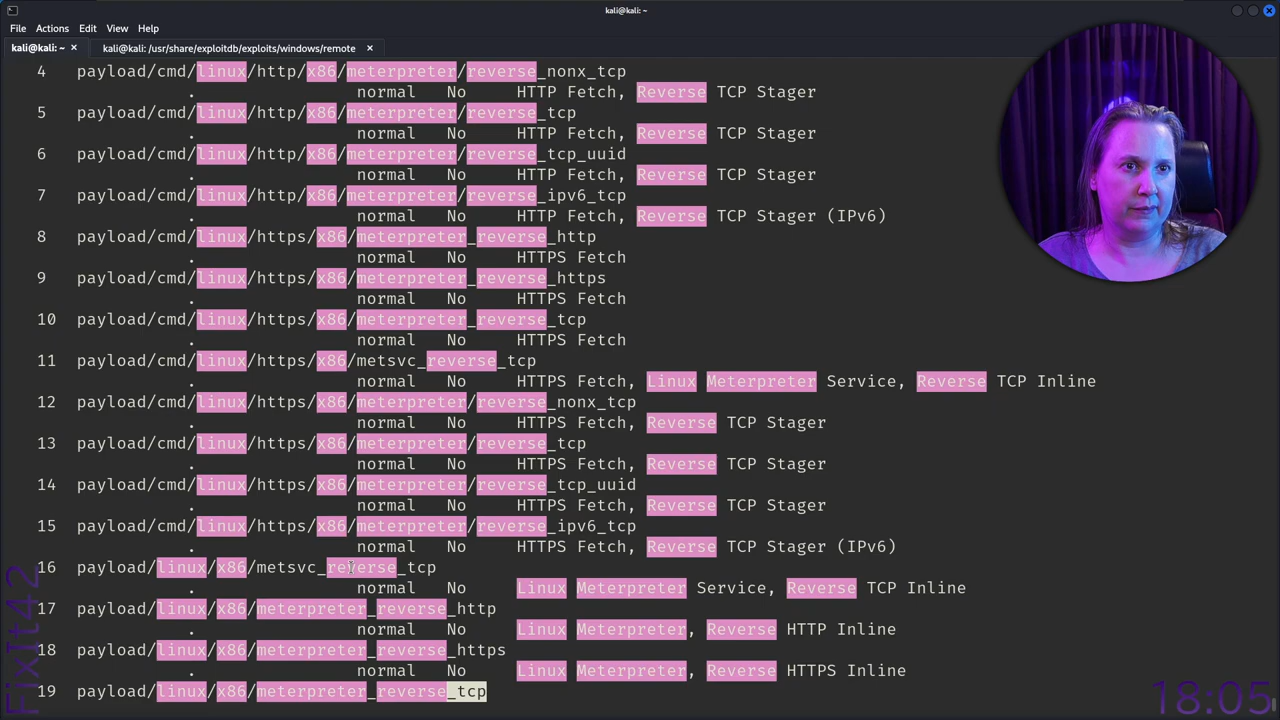 kali@kali: ~
File Actions Edit View Help
kali@kali: ~ × kali@kali: /usr/share/exploitdb/exploits/windows/remote ×
4 payload/cmd/linux/http/x86/meterpreter/reverse_nonx_tcp
. normal No HTTP Fetch, Reverse TCP Stager
5 payload/cmd/linux/http/x86/meterpreter/reverse_tcp
. normal No HTTP Fetch, Reverse TCP Stager
6 payload/cmd/linux/http/x86/meterpreter/reverse_tcp_uuid
. normal No HTTP Fetch, Reverse TCP Stager
7 payload/cmd/linux/http/x86/meterpreter/reverse_ipv6_tcp
. normal No HTTP Fetch, Reverse TCP Stager (IPv6)
8 payload/cmd/linux/https/x86/meterpreter_reverse_http
. normal No HTTPS Fetch
9 payload/cmd/linux/https/x86/meterpreter_reverse_https
. normal No HTTPS Fetch
10 payload/cmd/linux/https/x86/meterpreter_reverse_tcp
. normal No HTTPS Fetch
11 payload/cmd/linux/https/x86/metsvc_reverse_tcp
. normal No HTTPS Fetch, Linux Meterpreter Service, Reverse TCP Inline
12 payload/cmd/linux/https/x86/meterpreter/reverse_nonx_tcp
. normal No HTTPS Fetch, Reverse TCP Stager
13 payload/cmd/linux/https/x86/meterpreter/reverse_tcp
. normal No HTTPS Fetch, Reverse TCP Stager
14 payload/cmd/linux/https/x86/meterpreter/reverse_tcp_uuid
. normal No HTTPS Fetch, Reverse TCP Stager
15 payload/cmd/linux/https/x86/meterpreter/reverse_ipv6_tcp
. normal No HTTPS Fetch, Reverse TCP Stager (IPv6)
16 payload/linux/x86/metsvc_reverse_tcp
. normal No Linux Meterpreter Service, Reverse TCP Inline
17 payload/linux/x86/meterpreter_reverse_http
. normal No Linux Meterpreter, Reverse HTTP Inline
18 payload/linux/x86/meterpreter_reverse_https
. normal No Linux Meterpreter, Reverse HTTPS Inline
19 payload/linux/x86/meterpreter_reverse_tcp
FixIt42
18:05